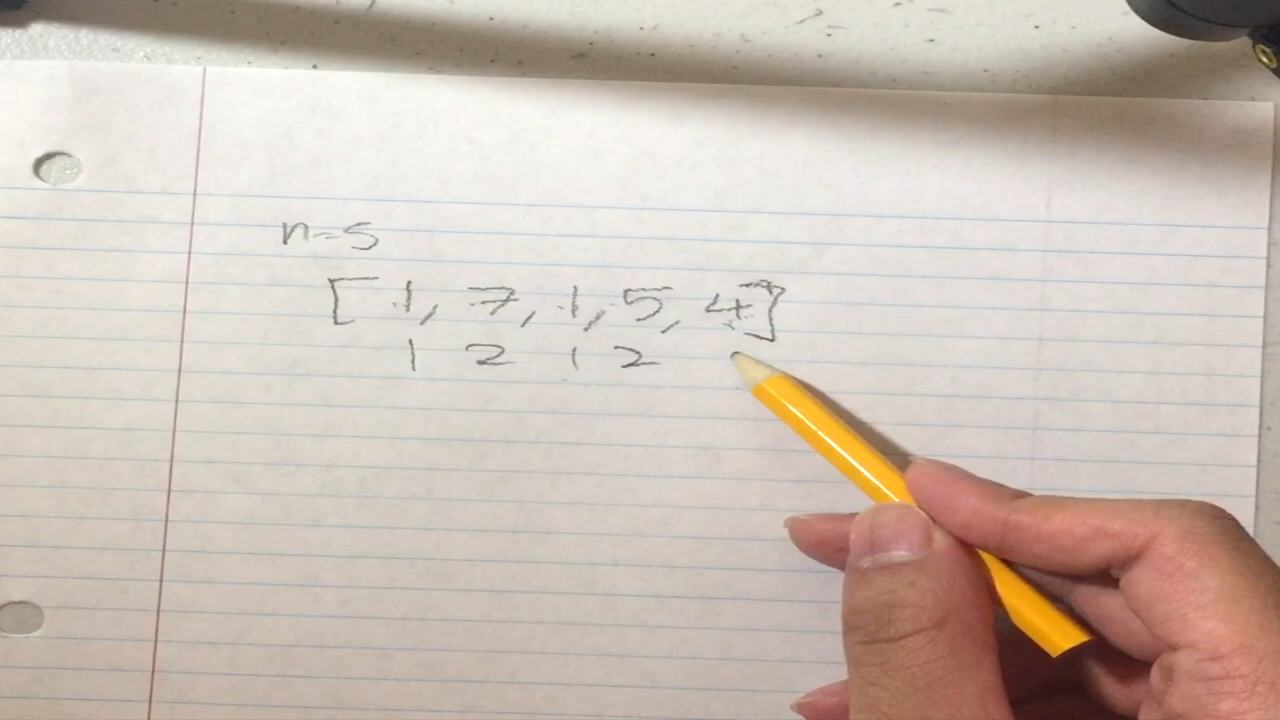 n=5
[ 1, 7, 1, 5, 4]
1 2 1 2